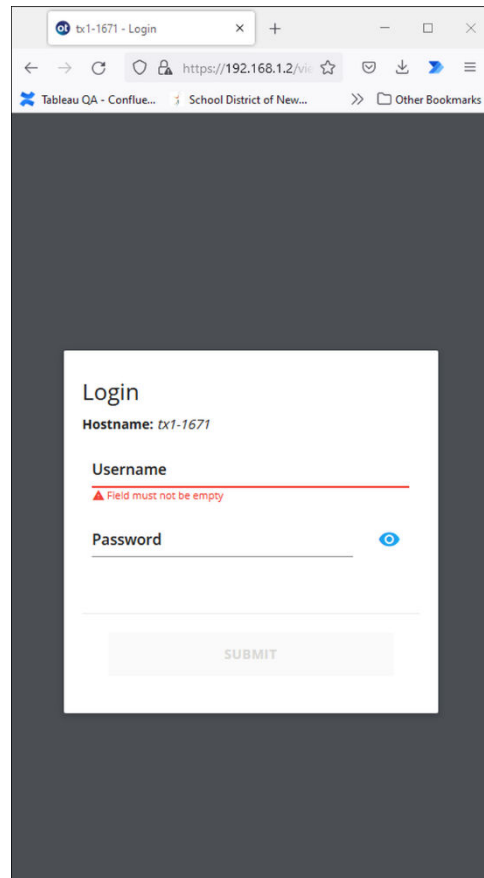 tx1-1671 - Login
https://192.168.1.2/vie
Tableau QA - Conflue... School District of New... Other Bookmarks
Login
Hostname: tx1-1671
Username
Field must not be empty
Password
SUBMIT